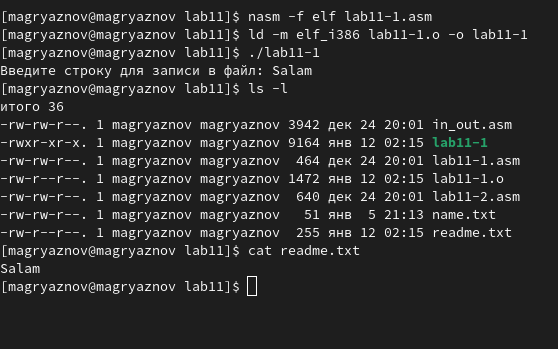 [magryaznov@magryaznov lab11]$ nasm -f elf lab11-1.asm
[magryaznov@magryaznov lab11]$ ld -m elf_i386 lab11-1.o -o lab11-1
[magryaznov@magryaznov lab11]$ ./lab11-1
Введите строку для записи в файл: Salam
[magryaznov@magryaznov lab11]$ ls -l
итого 36
-rw-rw-r--. 1 magryaznov magryaznov 3942 дек 24 20:01 in_out.asm
-rwxr-xr-x. 1 magryaznov magryaznov 9164 янв 12 02:15 lab11-1
-rw-rw-r--. 1 magryaznov magryaznov  464 дек 24 20:01 lab11-1.asm
-rw-r--r--. 1 magryaznov magryaznov 1472 янв 12 02:15 lab11-1.o
-rw-rw-r--. 1 magryaznov magryaznov  640 дек 24 20:01 lab11-2.asm
-rw-rw-r--. 1 magryaznov magryaznov   51 янв  5 21:13 name.txt
-rw-r--r--. 1 magryaznov magryaznov  255 янв 12 02:15 readme.txt
[magryaznov@magryaznov lab11]$ cat readme.txt
Salam
[magryaznov@magryaznov lab11]$